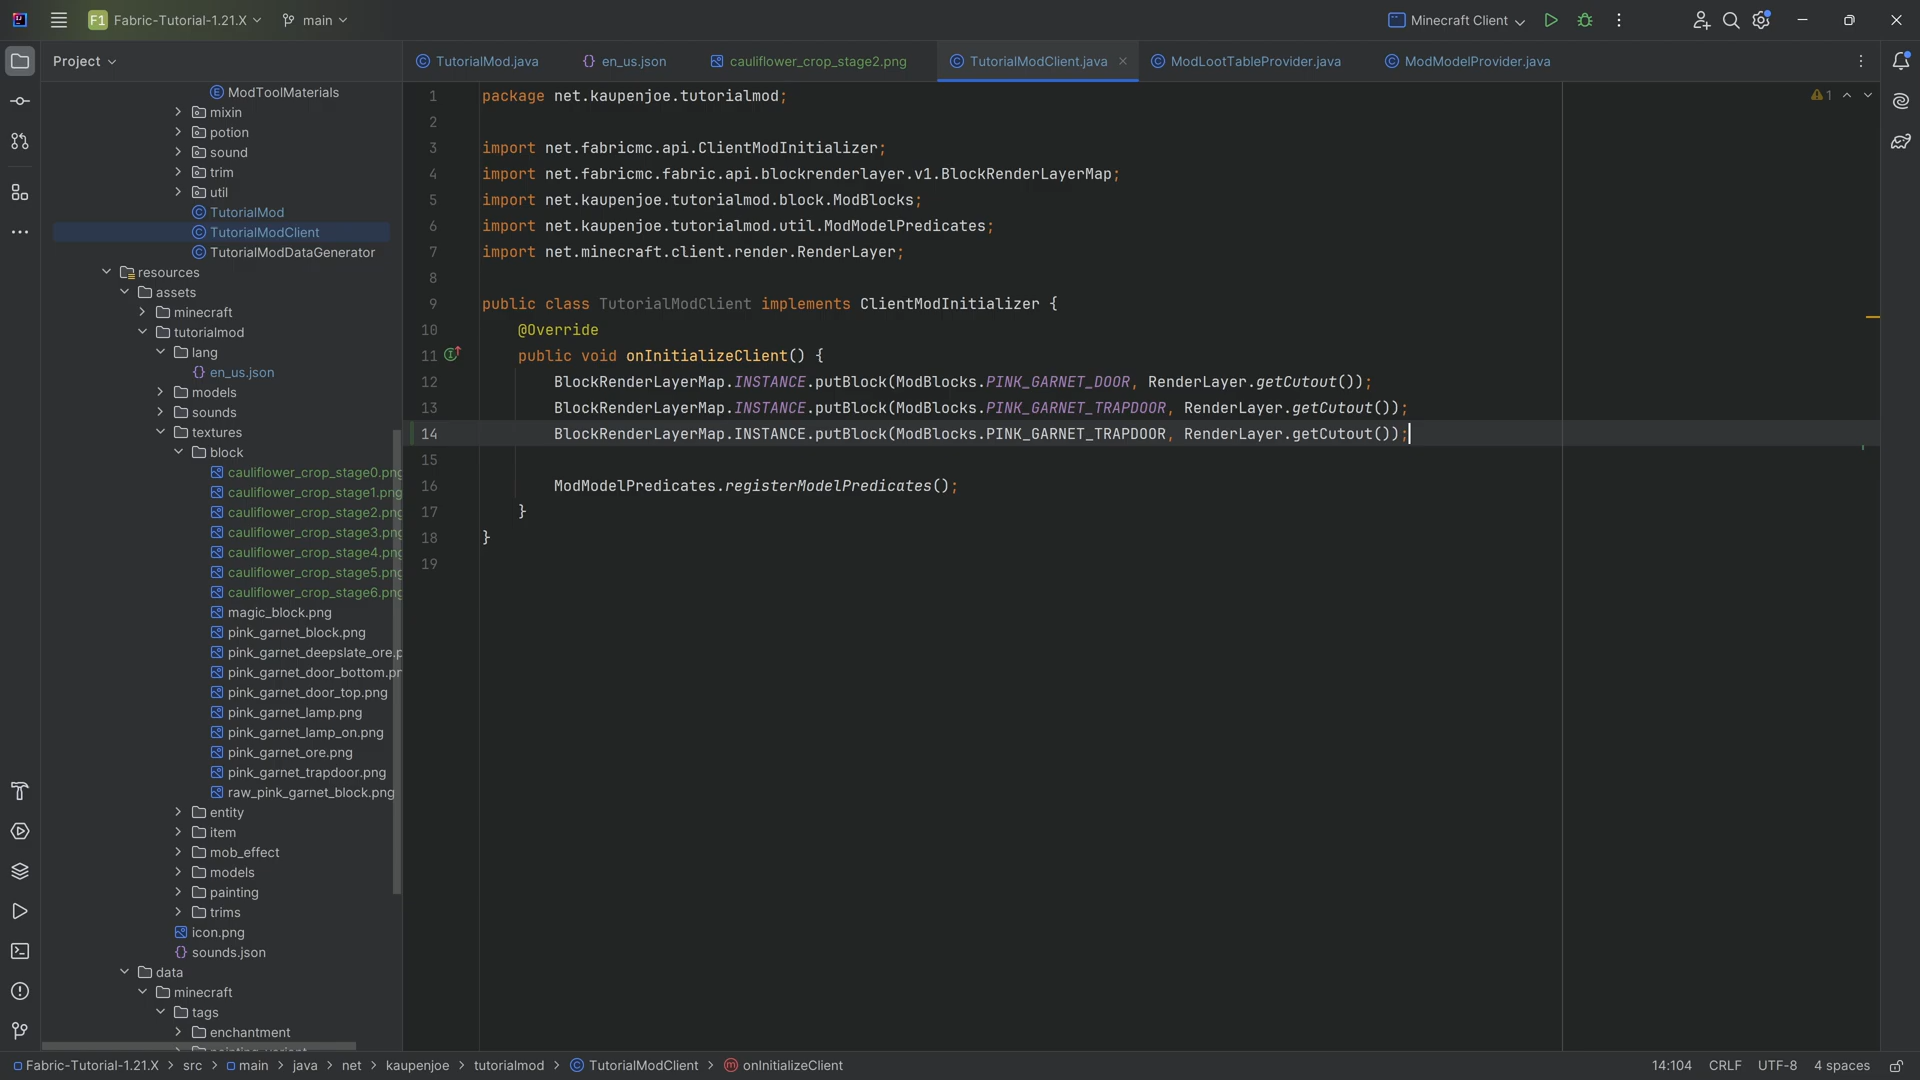 F1 Fabric-Tutorial-1.21.X main Minecraft Client
Project
TutorialMod.java en_us.json cauliflower_crop_stage2.png TutorialModClient.java ModLootTableProvider.java ModModelProvider.java
ModToolMaterials
mixin
potion
sound
trim
util
TutorialMod
TutorialModClient
TutorialModDataGenerator
resources
assets
minecraft
tutorialmod
lang
en_us.json
models
sounds
textures
block
cauliflower_crop_stage0.png
cauliflower_crop_stage1.png
cauliflower_crop_stage2.png
cauliflower_crop_stage3.png
cauliflower_crop_stage4.png
cauliflower_crop_stage5.png
cauliflower_crop_stage6.png
magic_block.png
pink_garnet_block.png
pink_garnet_deepslate_ore.p
pink_garnet_door_bottom.pn
pink_garnet_door_top.png
pink_garnet_lamp.png
pink_garnet_lamp_on.png
pink_garnet_ore.png
pink_garnet_trapdoor.png
raw_pink_garnet_block.png
entity
item
mob_effect
models
painting
trims
icon.png
sounds.json
data
minecraft
tags
enchantment
1 package net.kaupenjoe.tutorialmod; 1
2
3 import net.fabricmc.api.ClientModInitializer;
4 import net.fabricmc.fabric.api.blockrenderlayer.v1.BlockRenderLayerMap;
5 import net.kaupenjoe.tutorialmod.block.ModBlocks;
6 import net.kaupenjoe.tutorialmod.util.ModModelPredicates;
7 import net.minecraft.client.render.RenderLayer;
8
9 public class TutorialModClient implements ClientModInitializer {
10 @Override
11 public void onInitializeClient() {
12 BlockRenderLayerMap.INSTANCE.putBlock(ModBlocks.PINK_GARNET_DOOR, RenderLayer.getCutout());
13 BlockRenderLayerMap.INSTANCE.putBlock(ModBlocks.PINK_GARNET_TRAPDOOR, RenderLayer.getCutout());
14 BlockRenderLayerMap.INSTANCE.putBlock(ModBlocks.PINK_GARNET_TRAPDOOR, RenderLayer.getCutout());
15
16 ModModelPredicates.registerModelPredicates();
17 }
18 }
19
Fabric-Tutorial-1.21.X > src > main > java > net > kaupenjoe > tutorialmod > TutorialModClient > onInitializeClient 14:104 CRLF UTF-8 4 spaces